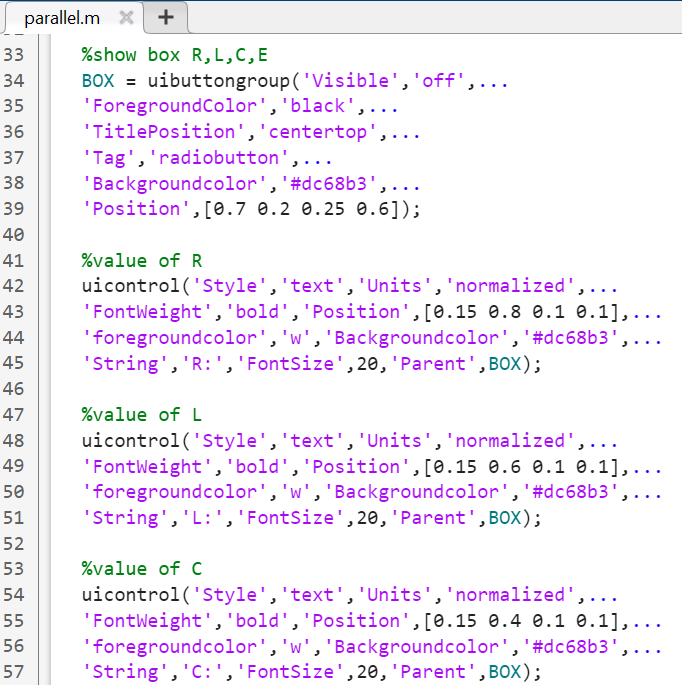 parallel.m
33 %show box R,L,C,E
34 BOX = uibuttongroup('Visible','off',...
35 'ForegroundColor','black',...
36 'TitlePosition','centertop',...
37 'Tag','radiobutton',...
38 'Backgroundcolor','#dc68b3',...
39 'Position',[0.7 0.2 0.25 0.6]);
40
41 %value of R
42 uicontrol('Style','text','Units','normalized',...
43 'FontWeight','bold','Position',[0.15 0.8 0.1 0.1],...
44 'foregroundcolor','w','Backgroundcolor','#dc68b3',...
45 'String','R:','FontSize',20,'Parent',BOX);
46
47 %value of L
48 uicontrol('Style','text','Units','normalized',...
49 'FontWeight','bold','Position',[0.15 0.6 0.1 0.1],...
50 'foregroundcolor','w','Backgroundcolor','#dc68b3',...
51 'String','L:','FontSize',20,'Parent',BOX);
52
53 %value of C
54 uicontrol('Style','text','Units','normalized',...
55 'FontWeight','bold','Position',[0.15 0.4 0.1 0.1],...
56 'foregroundcolor','w','Backgroundcolor','#dc68b3',...
57 'String','C:','FontSize',20,'Parent',BOX);